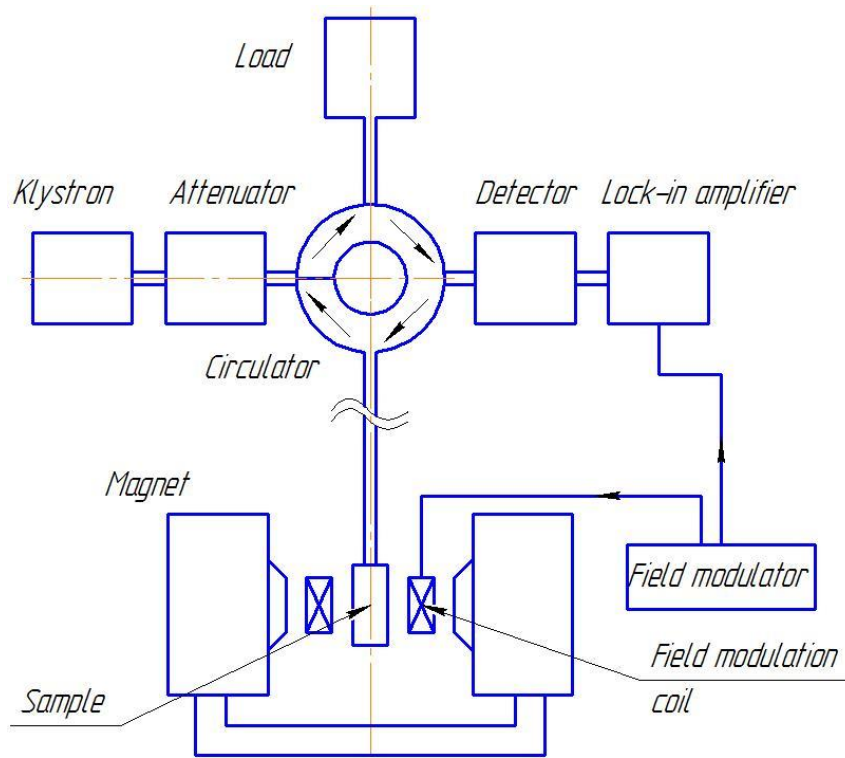 Load
Klystron
Attenuator
Detector
Lock-in amplifier
Circulator
Magnet
Field modulator
Sample
Field modulation
coil